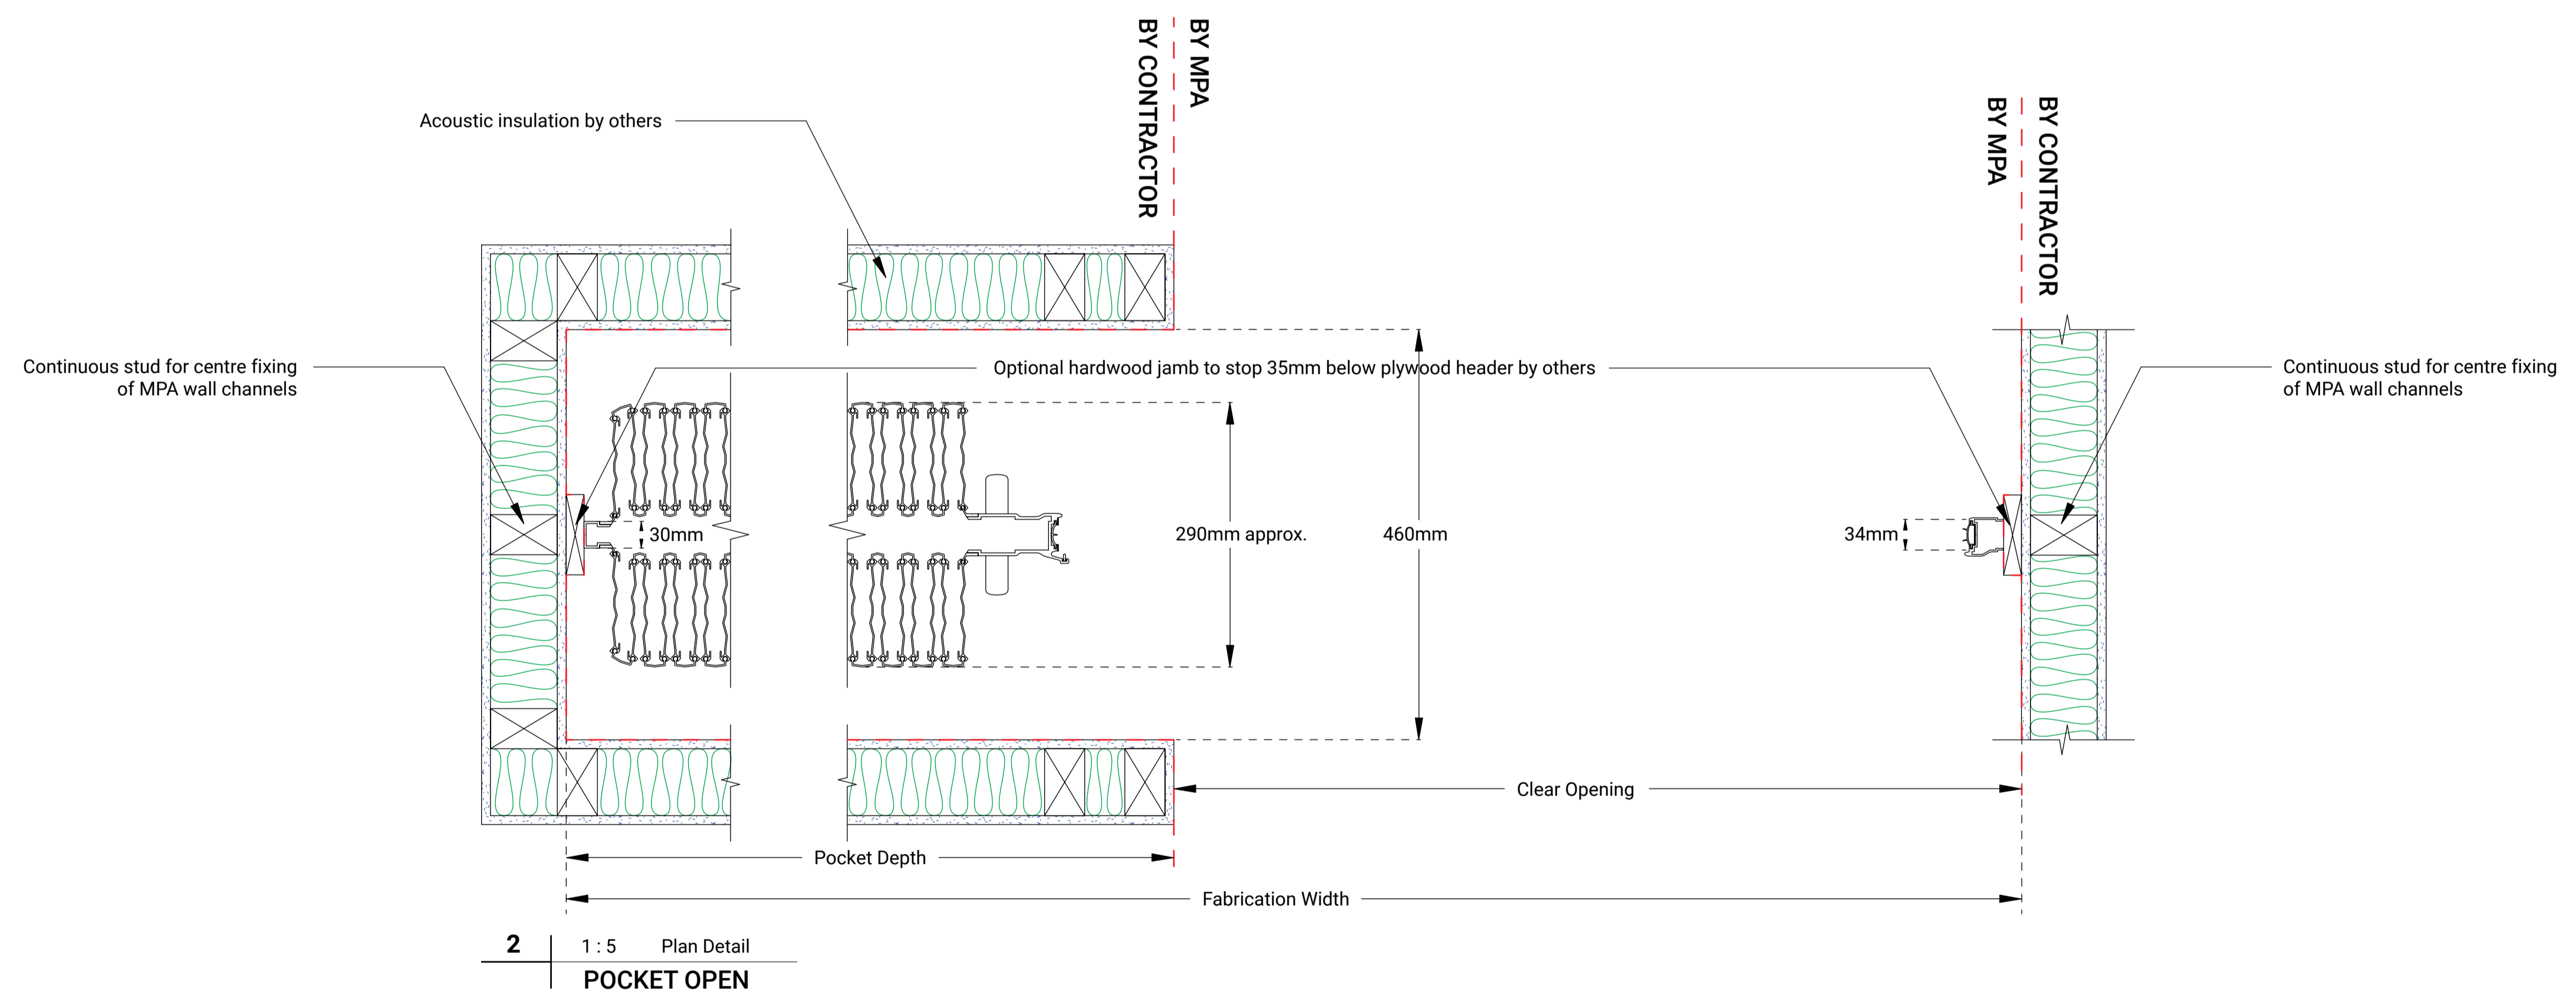 BY CONTRACTOR
BY MPA
BY MPA
BY CONTRACTOR
Acoustic insulation by others
Continuous stud for centre fixing
of MPA wall channels
Optional hardwood jamb to stop 35mm below plywood header by others
Continuous stud for centre fixing
of MPA wall channels
30mm
290mm approx.
460mm
34mm
Clear Opening
Pocket Depth
Fabrication Width
2 1 : 5 Plan Detail
POCKET OPEN